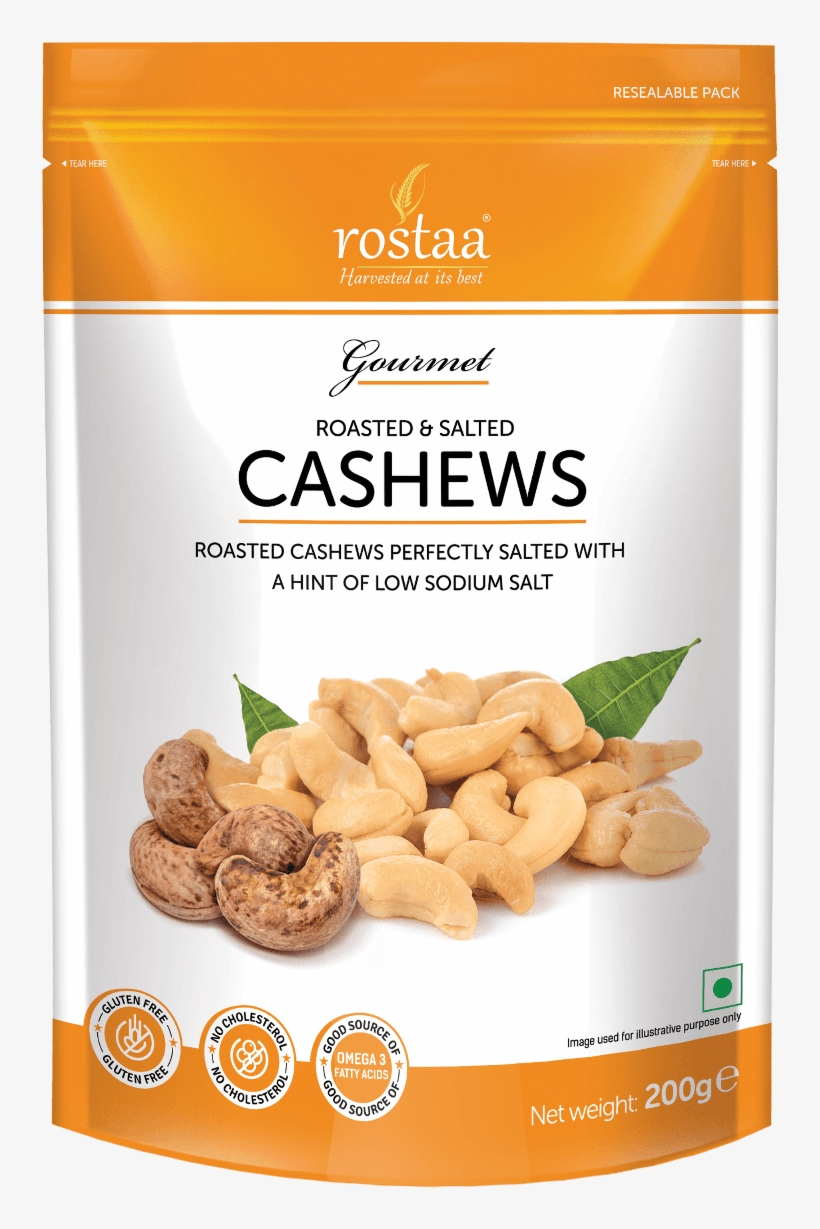 RESEALABLE PACK
TEAR HERE
TEAR HERE
rostaa®
Harvested at its best
Gourmet
ROASTED & SALTED
CASHEWS
ROASTED CASHEWS PERFECTLY SALTED WITH
A HINT OF LOW SODIUM SALT
GLUTEN FREE
GLUTEN FREE
NO CHOLESTEROL
NO CHOLESTEROL
GOOD SOURCE OF
OMEGA 3
FATTY ACIDS
GOOD SOURCE OF
Image used for illustrative purpose only
Net weight: 200g℮